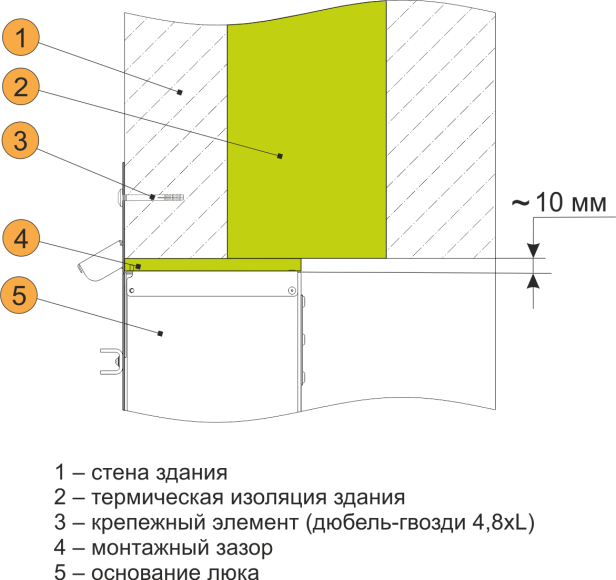 1
2
3
~10 мм
4
5
1 – стена здания
2 – термическая изоляция здания
3 – крепежный элемент (дюбель-гвозди 4,8xL)
4 – монтажный зазор
5 – основание люка